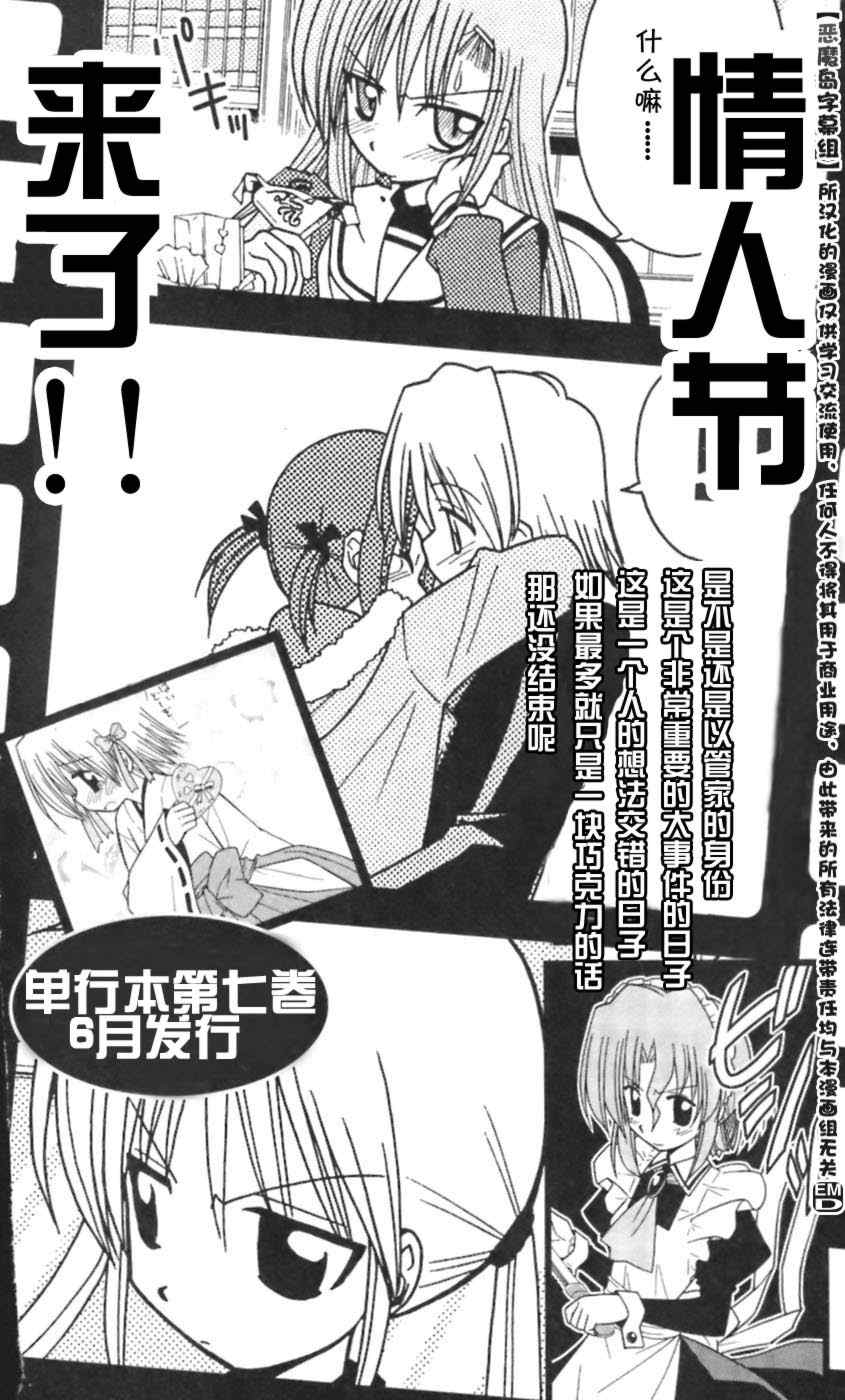 【恶魔岛字幕组】所汉化的漫画仅供学习交流使用，任何人不得将其用于商业用途，由此带来的所有法律连带责任均与本漫画组无关
EMD
情人节
来了!!
什么嘛……
是不是还是以管家的身份
这是个非常重要的大事件的日子
这是一个人的想法交错的日子
如果最多就只是一块巧克力的话
那还没结束呢
单行本第七卷
6月发行